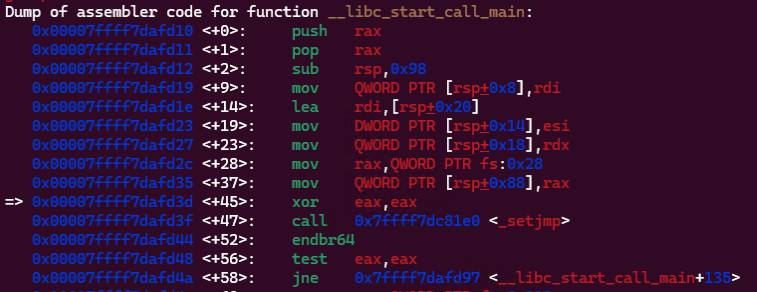 Dump of assembler code for function __libc_start_call_main:
0x00007ffff7dafd10 <+0>: push rax
0x00007ffff7dafd11 <+1>: pop rax
0x00007ffff7dafd12 <+2>: sub rsp,0x98
0x00007ffff7dafd19 <+9>: mov QWORD PTR [rsp+0x8],rdi
0x00007ffff7dafd1e <+14>: lea rdi,[rsp+0x20]
0x00007ffff7dafd23 <+19>: mov DWORD PTR [rsp+0x14],esi
0x00007ffff7dafd27 <+23>: mov QWORD PTR [rsp+0x18],rdx
0x00007ffff7dafd2c <+28>: mov rax,QWORD PTR fs:0x28
0x00007ffff7dafd35 <+37>: mov QWORD PTR [rsp+0x88],rax
=> 0x00007ffff7dafd3d <+45>: xor eax,eax
0x00007ffff7dafd3f <+47>: call 0x7ffff7dc81e0 <_setjmp>
0x00007ffff7dafd44 <+52>: endbr64
0x00007ffff7dafd48 <+56>: test eax,eax
0x00007ffff7dafd4a <+58>: jne 0x7ffff7dafd97 <__libc_start_call_main+135>